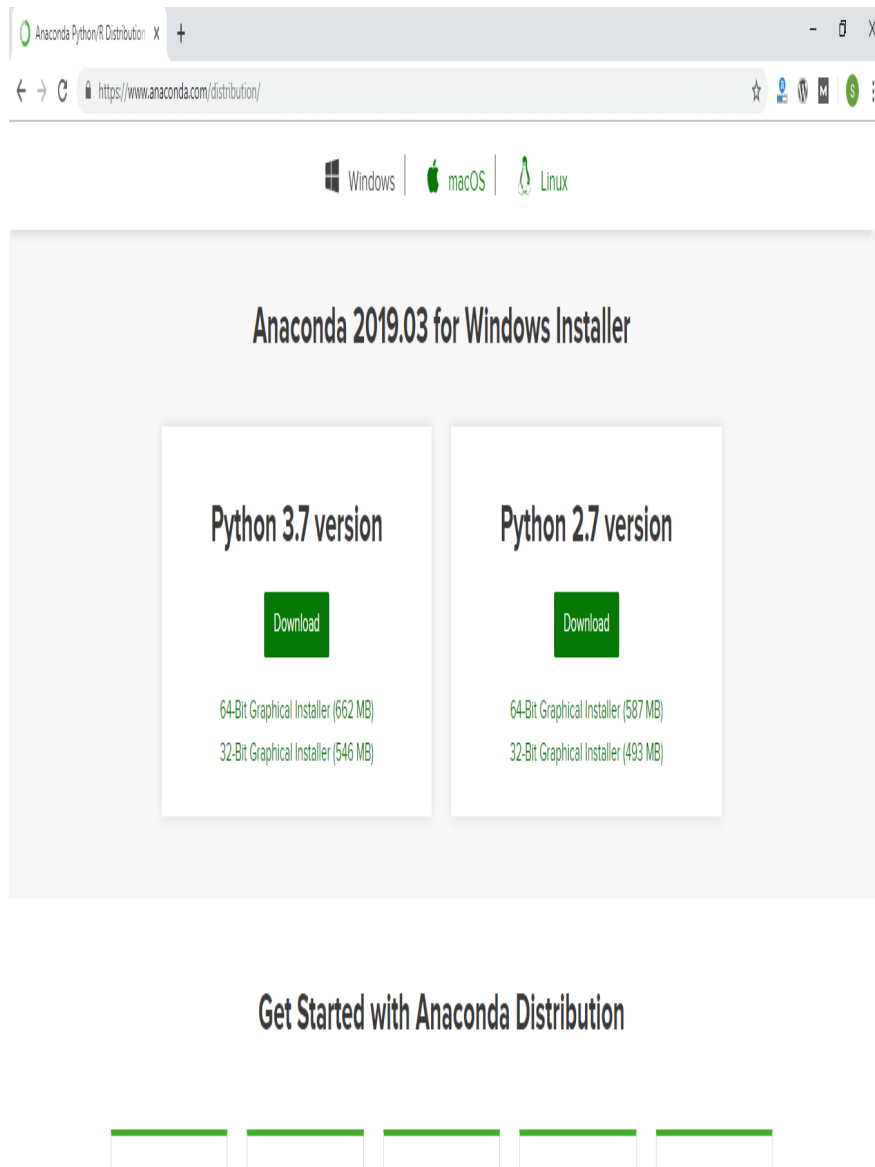 Anaconda Python/R Distribution
https://www.anaconda.com/distribution/
S
Windows macOS Linux
Anaconda 2019.03 for Windows Installer
Python 3.7 version
Download
64-Bit Graphical Installer (662 MB)
32-Bit Graphical Installer (546 MB)
Python 2.7 version
Download
64-Bit Graphical Installer (587 MB)
32-Bit Graphical Installer (493 MB)
Get Started with Anaconda Distribution